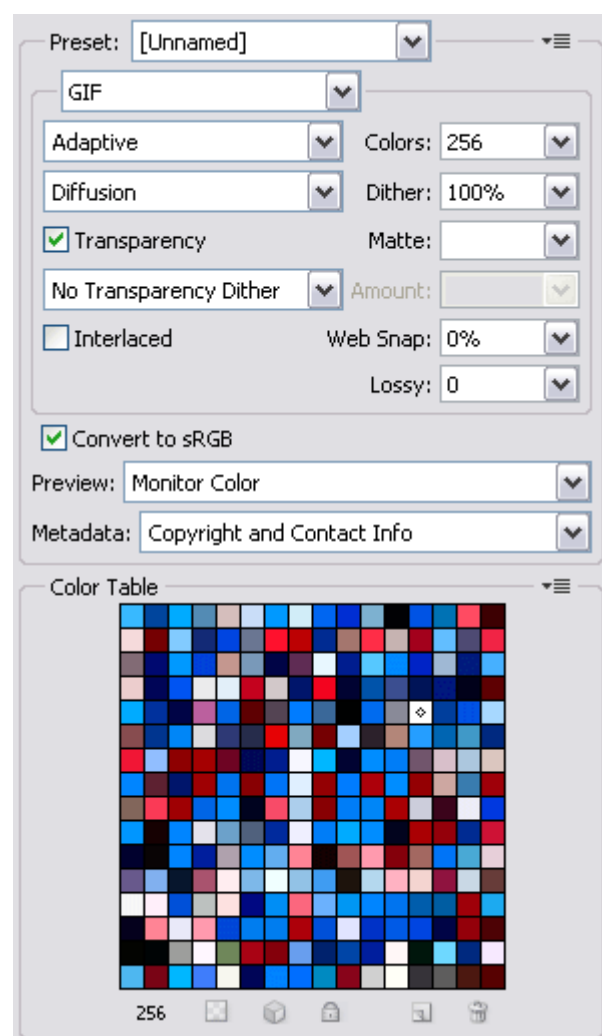 Preset: [Unnamed]
GIF
Adaptive Colors: 256
Diffusion Dither: 100%
Transparency Matte:
No Transparency Dither Amount:
Interlaced Web Snap: 0%
Lossy: 0
Convert to sRGB
Preview: Monitor Color
Metadata: Copyright and Contact Info
Color Table
256